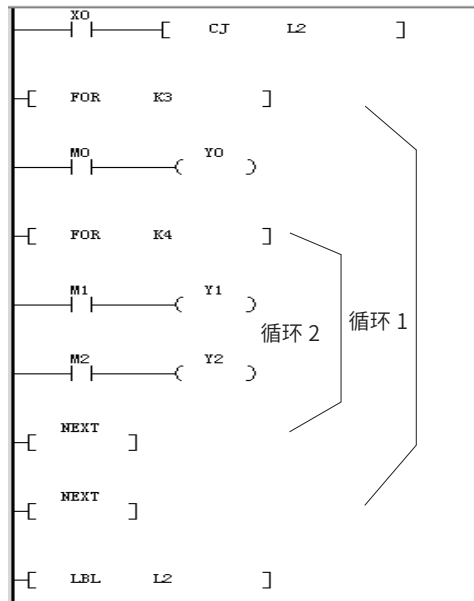 X0
[ CJ L2 ]
[ FOR K3 ]
M0 Y0
( )
[ FOR K4 ]
M1 Y1
( )
循环 2 循环 1
M2 Y2
( )
NEXT
[ ]
NEXT
[ ]
[ LBL L2 ]